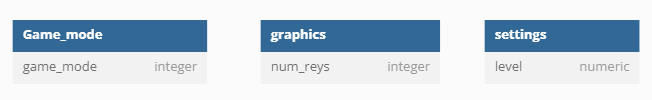 Game_mode graphics settings
game_mode integer num_reys integer level numeric